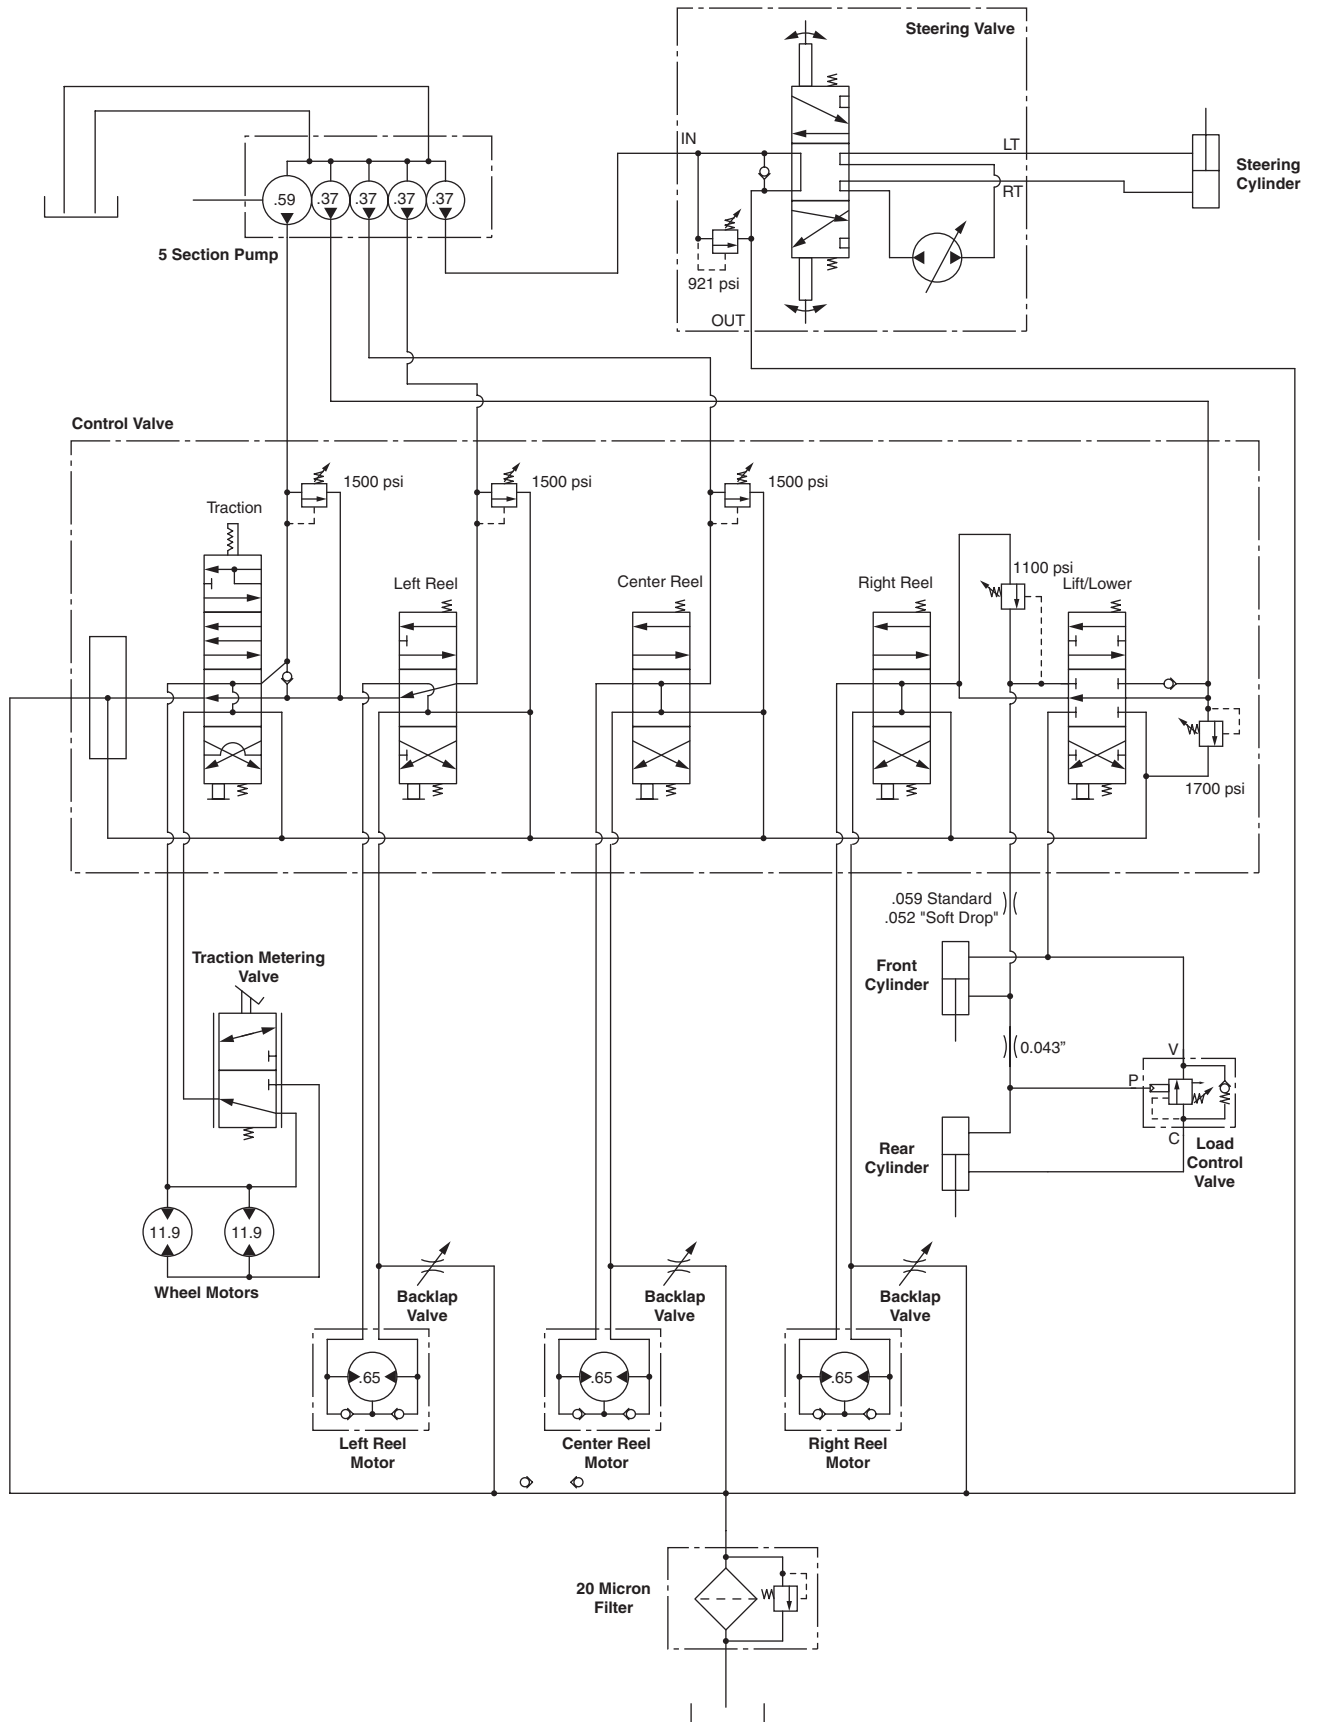 Steering Valve
IN
LT
RT
Steering
Cylinder
.59
.37
.37
.37
.37
5 Section Pump
921 psi
OUT
Control Valve
1500 psi
1500 psi
1500 psi
Traction
Left Reel
Center Reel
Right Reel
1100 psi
Lift/Lower
1700 psi
.059 Standard
.052 "Soft Drop"
Traction Metering
Valve
Front
Cylinder
0.043”
V
P
C
Load
Control
Valve
Rear
Cylinder
11.9
11.9
Wheel Motors
Backlap
Valve
Backlap
Valve
Backlap
Valve
.65
.65
.65
Left Reel
Motor
Center Reel
Motor
Right Reel
Motor
20 Micron
Filter